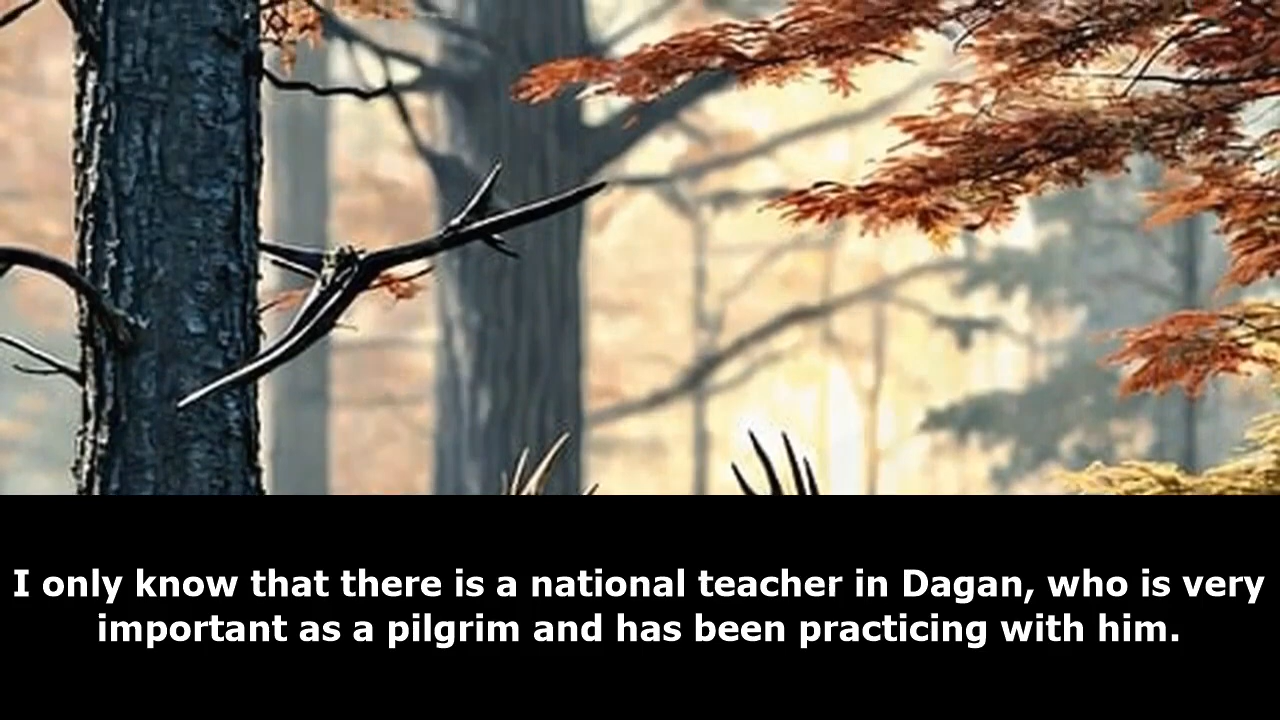 I only know that there is a national teacher in Dagan, who is very
important as a pilgrim and has been practicing with him.